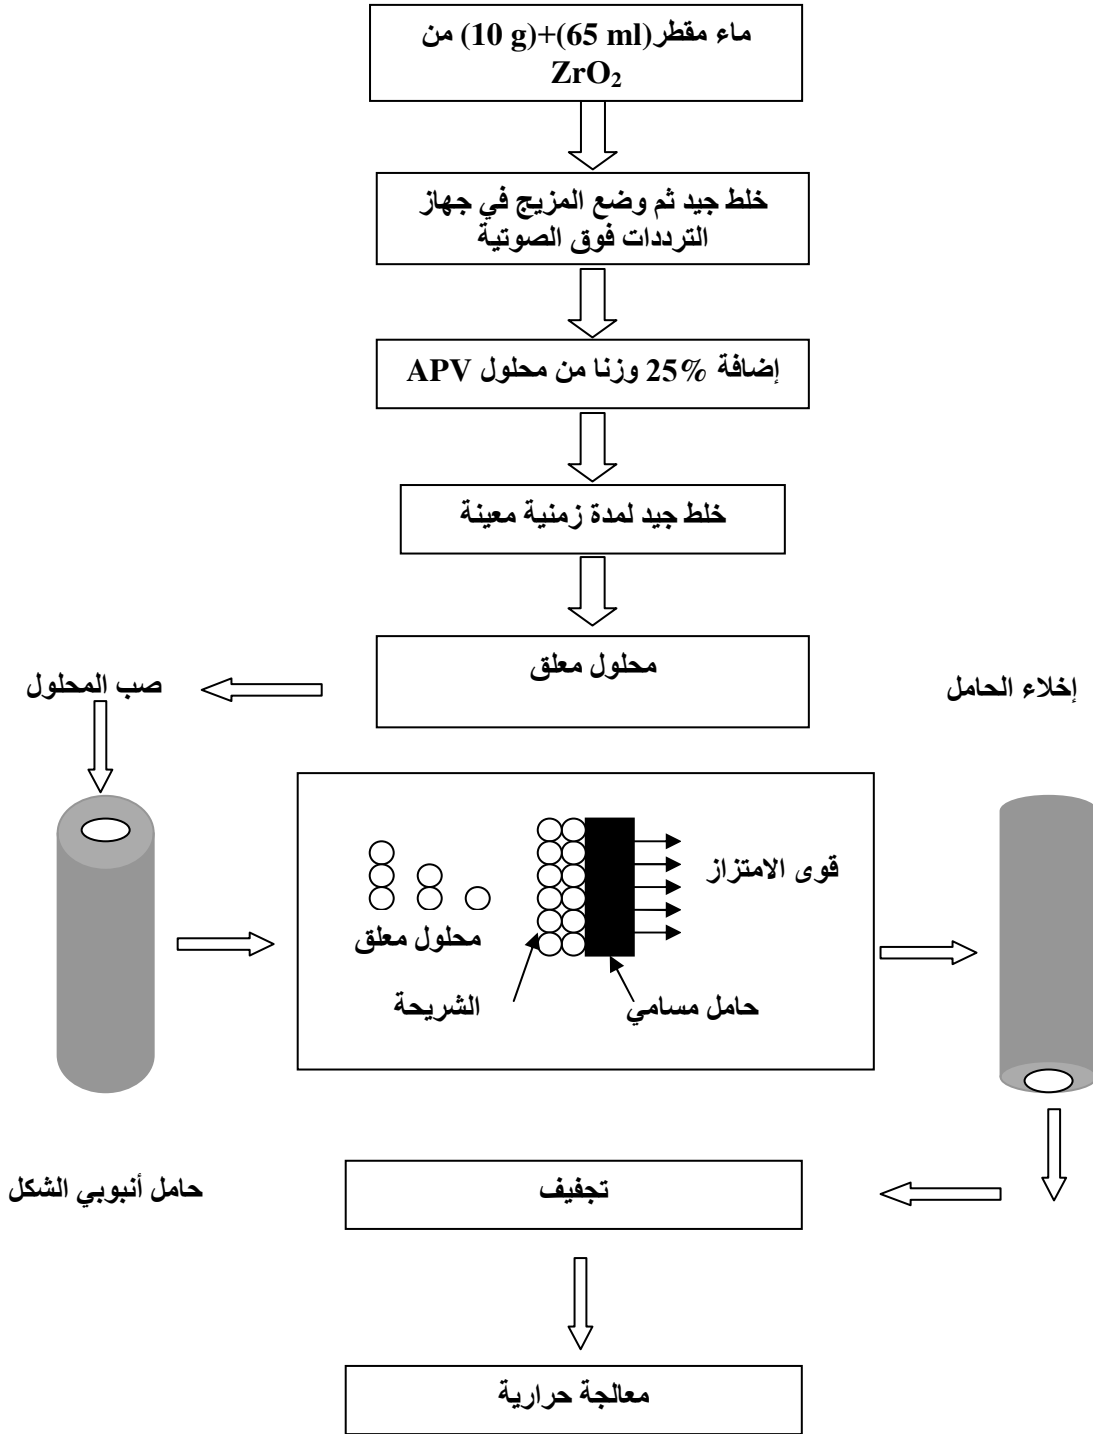 ماء مقطر(65 ml)+(10 g) من
ZrO₂
خلط جيد ثم وضع المزيج في جهاز
الترددات فوق الصوتية
إضافة 25% وزنا من محلول APV
خلط جيد لمدة زمنية معينة
محلول معلق
صب المحلول
إخلاء الحامل
قوى الامتزاز
محلول معلق
الشريحة
حامل مسامي
حامل أنبوبي الشكل
تجفيف
معالجة حرارية